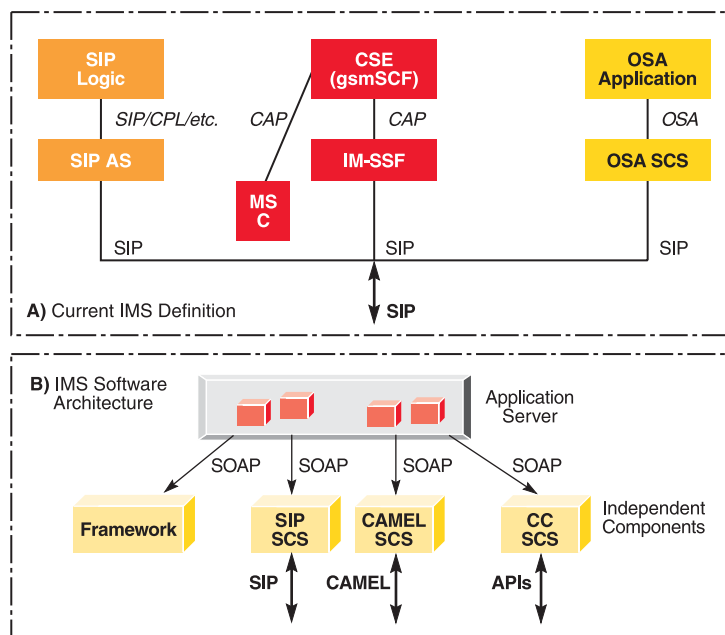 SIP
Logic
CSE
(gsmSCF)
OSA
Application
SIP/CPL/etc.
CAP
CAP
OSA
SIP AS
IM-SSF
OSA SCS
MS
C
SIP
SIP
SIP
A) Current IMS Definition
SIP
B) IMS Software
Architecture
Application
Server
SOAP
SOAP
SOAP
SOAP
Framework
SIP
SCS
CAMEL
SCS
CC
SCS
Independent
Components
SIP
CAMEL
APIs